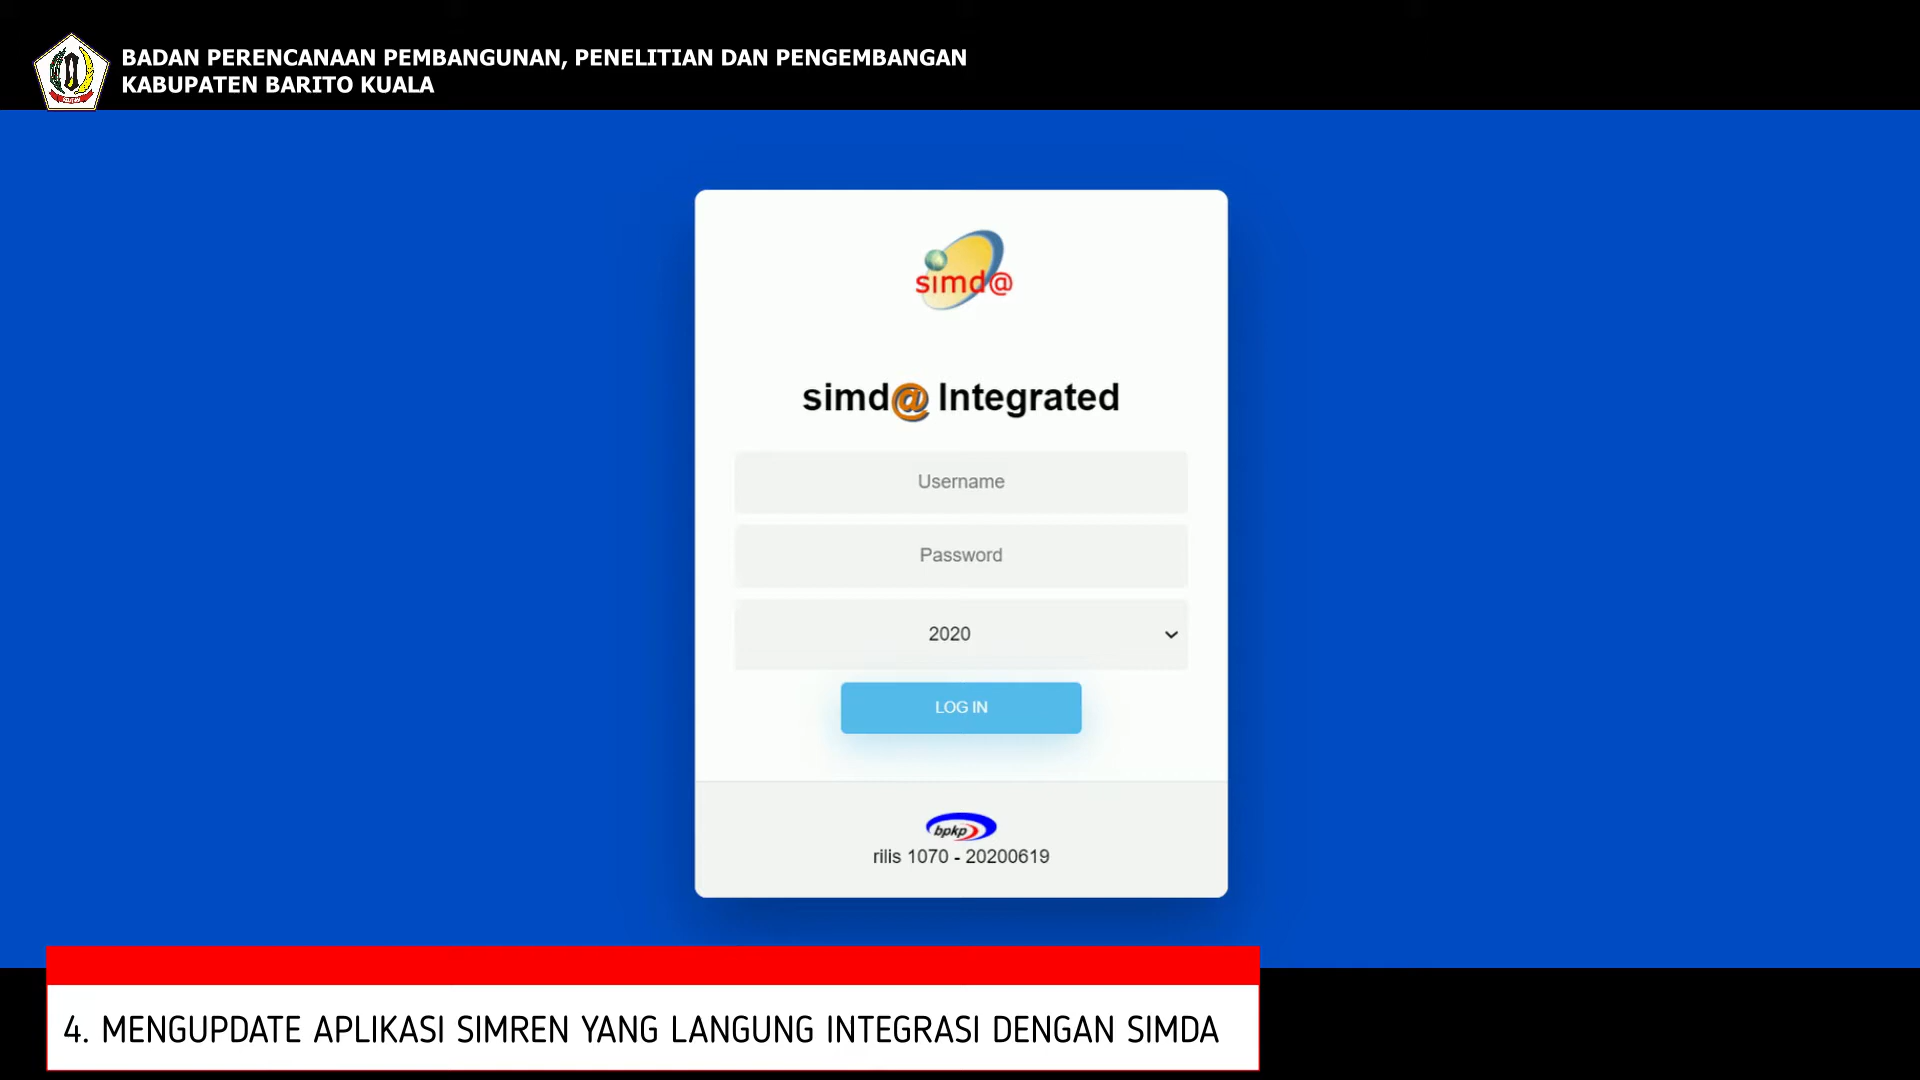 BADAN PERENCANAAN PEMBANGUNAN, PENELITIAN DAN PENGEMBANGAN
KABUPATEN BARITO KUALA
simd@
simd@ Integrated
Username
Password
2020
LOG IN
bpkp
rilis 1070 - 20200619
4. MENGUPDATE APLIKASI SIMREN YANG LANGUNG INTEGRASI DENGAN SIMDA